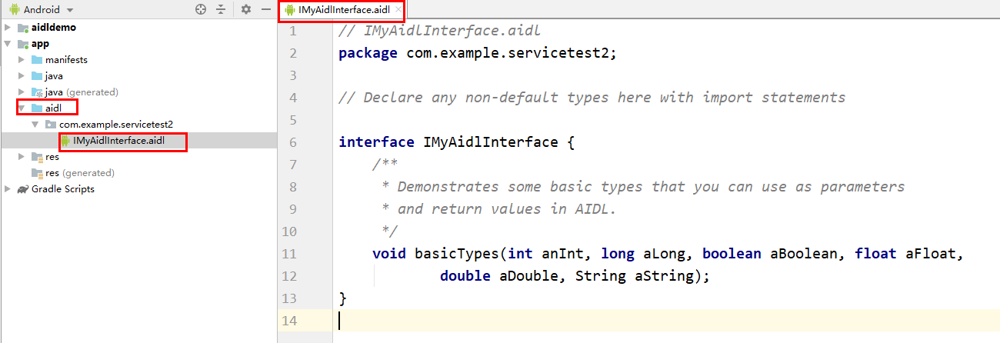 Android
aidldemo
app
manifests
java
java (generated)
aidl
com.example.servicetest2
IMyAidlInterface.aidl
res
res (generated)
Gradle Scripts
IMyAidlInterface.aidl
1 // IMyAidlInterface.aidl
2 package com.example.servicetest2;
3
4 // Declare any non-default types here with import statements
5
6 interface IMyAidlInterface {
7 /**
8 * Demonstrates some basic types that you can use as parameters
9 * and return values in AIDL.
10 */
11 void basicTypes(int anInt, long aLong, boolean aBoolean, float aFloat,
12 double aDouble, String aString);
13 }
14